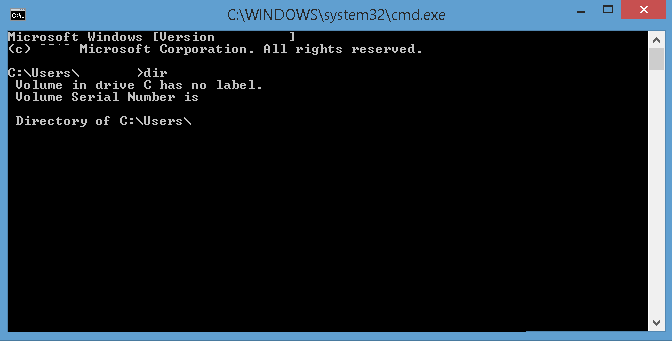 C:\WINDOWS\system32\cmd.exe
Microsoft Windows [Version ]
(c) Microsoft Corporation. All rights reserved.
C:\Users\ >dir
Volume in drive C has no label.
Volume Serial Number is
Directory of C:\Users\